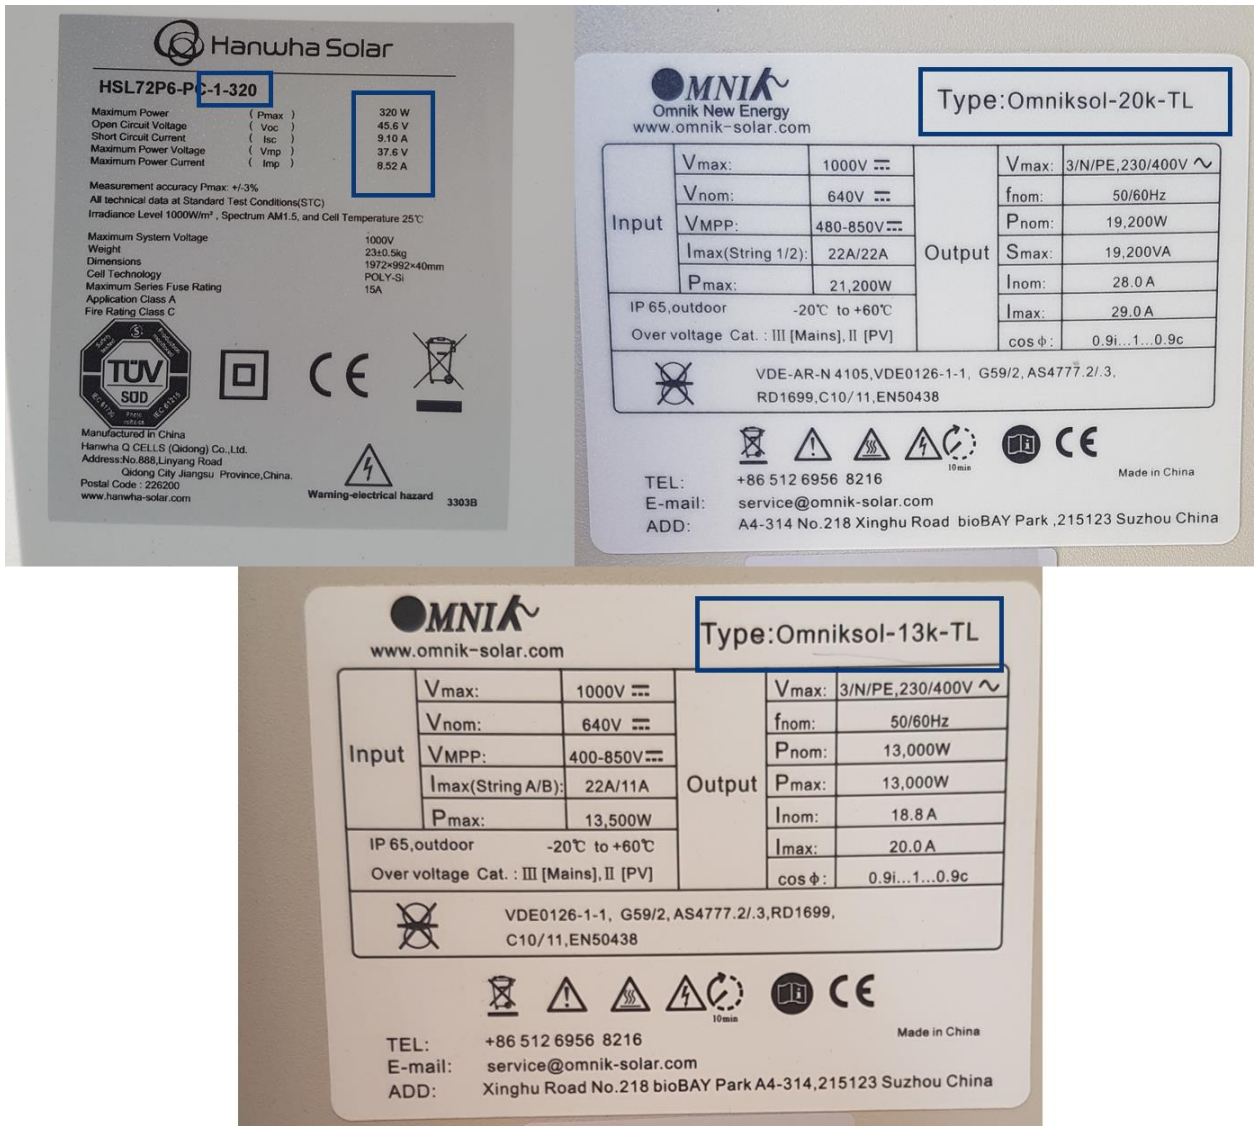 Hanwha Solar
HSL72P6-PC-1-320
Maximum Power ( Pmax ) 320 W
Open Circuit Voltage ( Voc ) 45.6 V
Short Circuit Current ( Isc ) 9.10 A
Maximum Power Voltage ( Vmp ) 37.6 V
Maximum Power Current ( Imp ) 8.52 A
Measurement accuracy Pmax: +/-3%
All technical data at Standard Test Conditions(STC)
Irradiance Level 1000W/m², Spectrum AM1.5, and Cell Temperature 25℃
Maximum System Voltage 1000V
Weight 23±0.5kg
Dimensions 1972×992×40mm
Cell Technology POLY-Si
Maximum Series Fuse Rating 15A
Application Class A
Fire Rating Class C
TÜV
SÜD
IEC 61730
IEC 61215
CE
Manufactured in China
Hanwha Q CELLS (Qidong) Co.,Ltd.
Address:No.888,Linyang Road
Qidong City Jiangsu Province,China.
Postal Code : 226200
www.hanwha-solar.com
Warning-electrical hazard 3303B
OMNIK
Omnik New Energy
www.omnik-solar.com
Type:Omniksol-20k-TL
Input
Vmax: 1000V
Vnom: 640V
VMPP: 480-850V
Imax(String 1/2): 22A/22A
Pmax: 21,200W
Output
Vmax: 3/N/PE,230/400V
fnom: 50/60Hz
Pnom: 19,200W
Smax: 19,200VA
Inom: 28.0 A
Imax: 29.0 A
cos ϕ: 0.9i...1...0.9c
IP 65,outdoor -20℃ to +60℃
Over voltage Cat. : III [Mains], II [PV]
VDE-AR-N 4105,VDE0126-1-1, G59/2, AS4777.2/.3,
RD1699,C10/11,EN50438
10min
CE
Made in China
TEL: +86 512 6956 8216
E-mail: service@omnik-solar.com
ADD: A4-314 No.218 Xinghu Road bioBAY Park ,215123 Suzhou China
OMNIK
www.omnik-solar.com
Type:Omniksol-13k-TL
Input
Vmax: 1000V
Vnom: 640V
VMPP: 400-850V
Imax(String A/B): 22A/11A
Pmax: 13,500W
Output
Vmax: 3/N/PE,230/400V
fnom: 50/60Hz
Pnom: 13,000W
Pmax: 13,000W
Inom: 18.8 A
Imax: 20.0 A
cos ϕ: 0.9i...1...0.9c
IP 65,outdoor -20℃ to +60℃
Over voltage Cat. : III [Mains], II [PV]
VDE0126-1-1, G59/2, AS4777.2/.3,RD1699,
C10/11,EN50438
10min
CE
Made in China
TEL: +86 512 6956 8216
E-mail: service@omnik-solar.com
ADD: Xinghu Road No.218 bioBAY Park A4-314,215123 Suzhou China